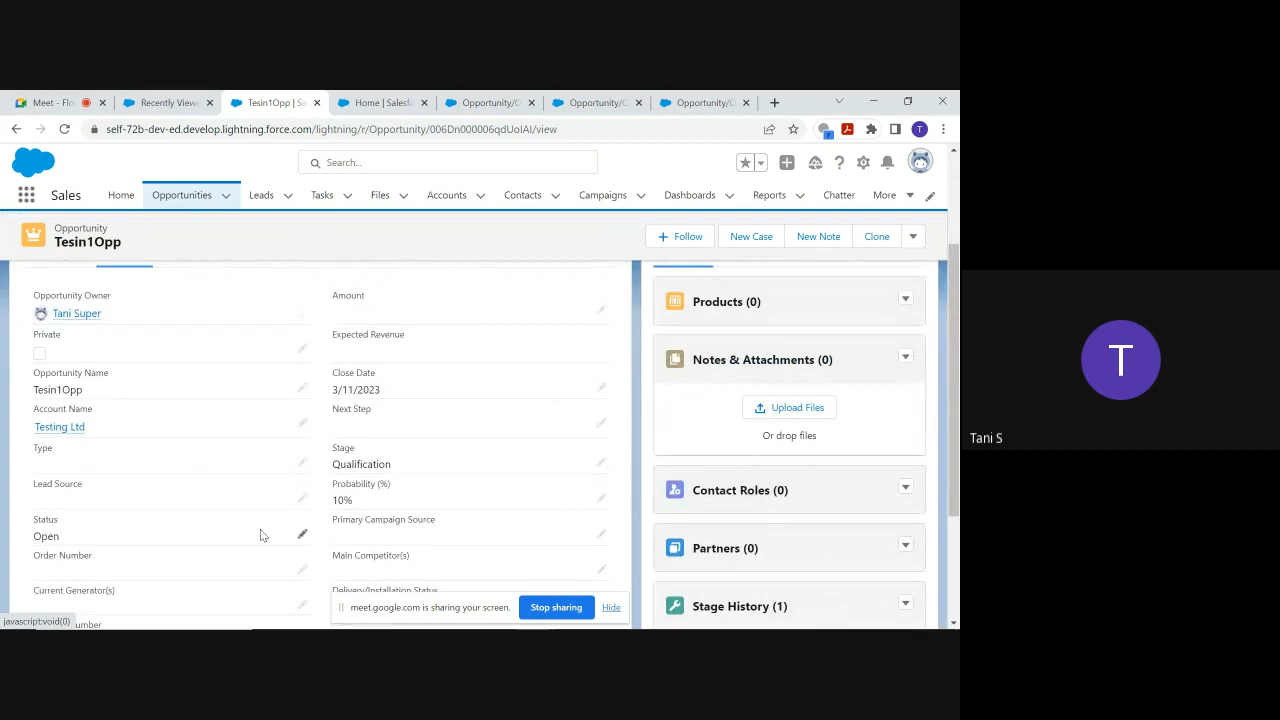 Meet - Flo
Recently Viewe
Tesin1Opp | Sa
Home | Salesfo
Opportunity/O
Opportunity/O
Opportunity/O
self-72b-dev-ed.develop.lightning.force.com/lightning/r/Opportunity/006Dn000006qdUoIAI/view
T
Search...
Sales
Home
Opportunities
Leads
Tasks
Files
Accounts
Contacts
Campaigns
Dashboards
Reports
Chatter
More
Opportunity
Tesin1Opp
Follow
New Case
New Note
Clone
Opportunity Owner
Tani Super
Private
Opportunity Name
Tesin1Opp
Account Name
Testing Ltd
Type
Lead Source
Status
Open
Order Number
Current Generator(s)
umber
Amount
Expected Revenue
Close Date
3/11/2023
Next Step
Stage
Qualification
Probability (%)
10%
Primary Campaign Source
Main Competitor(s)
Delivery/Installation Status
Products (0)
Notes & Attachments (0)
Upload Files
Or drop files
Contact Roles (0)
Partners (0)
Stage History (1)
meet.google.com is sharing your screen.
Stop sharing
Hide
javascript:void(0)
T
Tani S